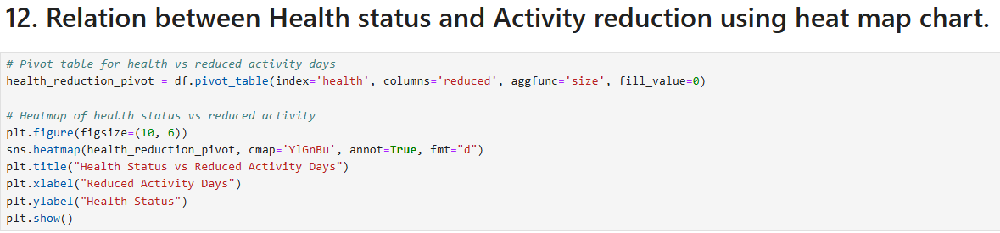 12. Relation between Health status and Activity reduction using heat map chart.
# Pivot table for health vs reduced activity days
health_reduction_pivot = df.pivot_table(index='health', columns='reduced', aggfunc='size', fill_value=0)
# Heatmap of health status vs reduced activity
plt.figure(figsize=(10, 6))
sns.heatmap(health_reduction_pivot, cmap='YlGnBu', annot=True, fmt="d")
plt.title("Health Status vs Reduced Activity Days")
plt.xlabel("Reduced Activity Days")
plt.ylabel("Health Status")
plt.show()